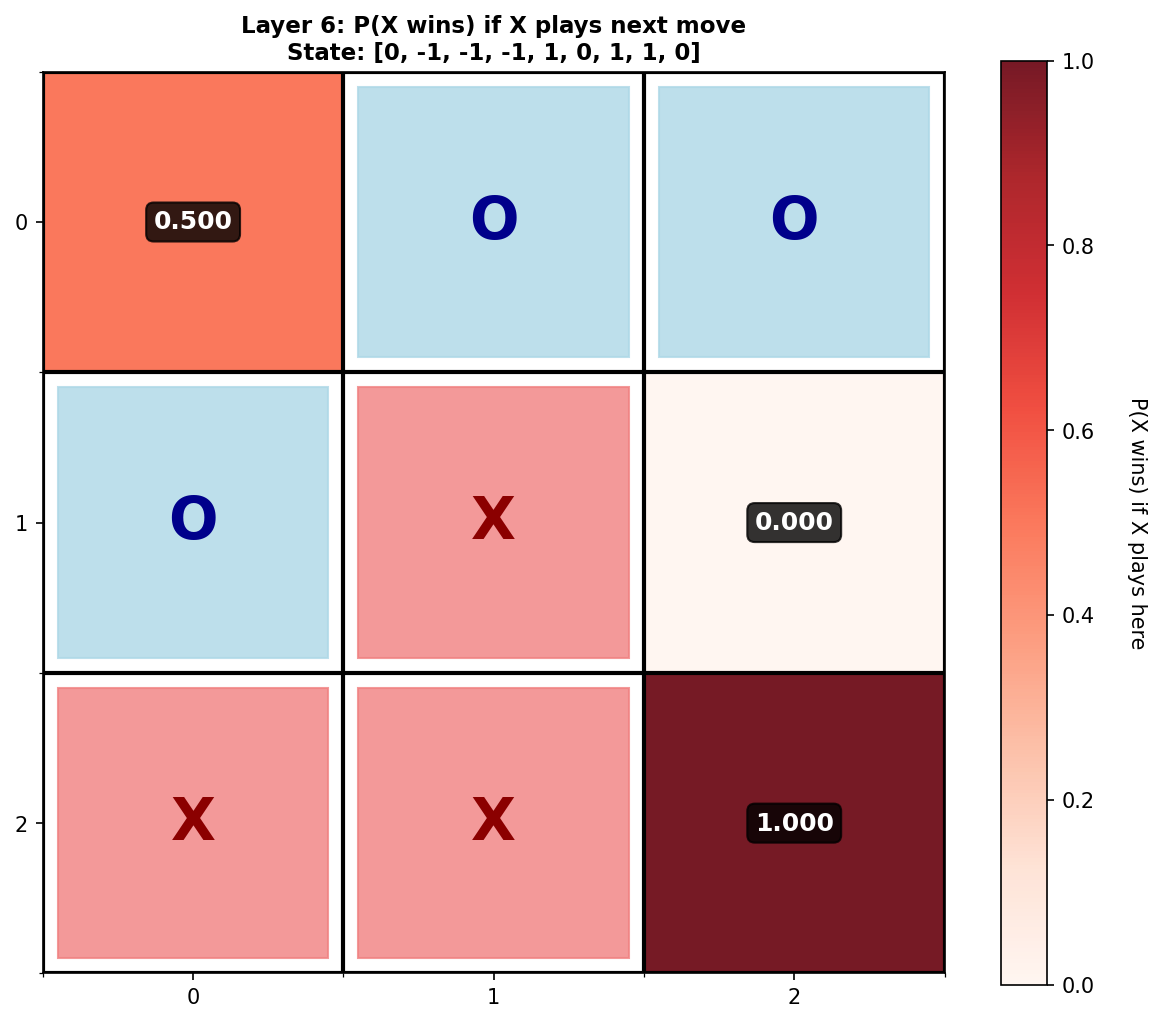 Layer 6: P(X wins) if X plays next move
State: [0, -1, -1, -1, 1, 0, 1, 1, 0]
0.500
O
O
O
X
0.000
X
X
1.000
0
1
2
0
1
2
1.0
0.8
0.6
0.4
0.2
0.0
P(X wins) if X plays here